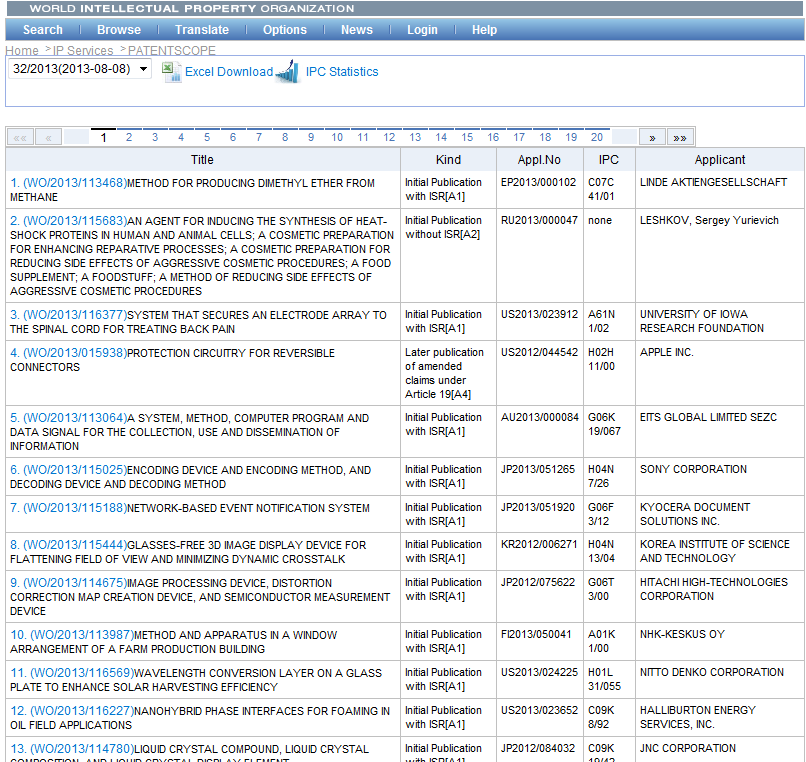 WORLD INTELLECTUAL PROPERTY ORGANIZATION
Search Browse Translate Options News Login Help
Home > IP Services > PATENTSCOPE
32/2013(2013-08-08) Excel Download IPC Statistics
«« « 1 2 3 4 5 6 7 8 9 10 11 12 13 14 15 16 17 18 19 20 » »»
Title Kind Appl.No IPC Applicant
1. (WO/2013/113468)METHOD FOR PRODUCING DIMETHYL ETHER FROM
METHANE
Initial Publication
with ISR[A1]
EP2013/000102
C07C
41/01
LINDE AKTIENGESELLSCHAFT
2. (WO/2013/115683)AN AGENT FOR INDUCING THE SYNTHESIS OF HEAT-
SHOCK PROTEINS IN HUMAN AND ANIMAL CELLS; A COSMETIC PREPARATION
FOR ENHANCING REPARATIVE PROCESSES; A COSMETIC PREPARATION FOR
REDUCING SIDE EFFECTS OF AGGRESSIVE COSMETIC PROCEDURES; A FOOD
SUPPLEMENT; A FOODSTUFF; A METHOD OF REDUCING SIDE EFFECTS OF
AGGRESSIVE COSMETIC PROCEDURES
Initial Publication
without ISR[A2]
RU2013/000047
none
LESHKOV, Sergey Yurievich
3. (WO/2013/116377)SYSTEM THAT SECURES AN ELECTRODE ARRAY TO
THE SPINAL CORD FOR TREATING BACK PAIN
Initial Publication
with ISR[A1]
US2013/023912
A61N
1/02
UNIVERSITY OF IOWA
RESEARCH FOUNDATION
4. (WO/2013/015938)PROTECTION CIRCUITRY FOR REVERSIBLE
CONNECTORS
Later publication
of amended
claims under
Article 19[A4]
US2012/044542
H02H
11/00
APPLE INC.
5. (WO/2013/113064)A SYSTEM, METHOD, COMPUTER PROGRAM AND
DATA SIGNAL FOR THE COLLECTION, USE AND DISSEMINATION OF
INFORMATION
Initial Publication
with ISR[A1]
AU2013/000084
G06K
19/067
EITS GLOBAL LIMITED SEZC
6. (WO/2013/115025)ENCODING DEVICE AND ENCODING METHOD, AND
DECODING DEVICE AND DECODING METHOD
Initial Publication
with ISR[A1]
JP2013/051265
H04N
7/26
SONY CORPORATION
7. (WO/2013/115188)NETWORK-BASED EVENT NOTIFICATION SYSTEM
Initial Publication
with ISR[A1]
JP2013/051920
G06F
3/12
KYOCERA DOCUMENT
SOLUTIONS INC.
8. (WO/2013/115444)GLASSES-FREE 3D IMAGE DISPLAY DEVICE FOR
FLATTENING FIELD OF VIEW AND MINIMIZING DYNAMIC CROSSTALK
Initial Publication
with ISR[A1]
KR2012/006271
H04N
13/04
KOREA INSTITUTE OF SCIENCE
AND TECHNOLOGY
9. (WO/2013/114675)IMAGE PROCESSING DEVICE, DISTORTION
CORRECTION MAP CREATION DEVICE, AND SEMICONDUCTOR MEASUREMENT
DEVICE
Initial Publication
with ISR[A1]
JP2012/075622
G06T
3/00
HITACHI HIGH-TECHNOLOGIES
CORPORATION
10. (WO/2013/113987)METHOD AND APPARATUS IN A WINDOW
ARRANGEMENT OF A FARM PRODUCTION BUILDING
Initial Publication
with ISR[A1]
FI2013/050041
A01K
1/00
NHK-KESKUS OY
11. (WO/2013/116569)WAVELENGTH CONVERSION LAYER ON A GLASS
PLATE TO ENHANCE SOLAR HARVESTING EFFICIENCY
Initial Publication
with ISR[A1]
US2013/024225
H01L
31/055
NITTO DENKO CORPORATION
12. (WO/2013/116227)NANOHYBRID PHASE INTERFACES FOR FOAMING IN
OIL FIELD APPLICATIONS
Initial Publication
with ISR[A1]
US2013/023652
C09K
8/92
HALLIBURTON ENERGY
SERVICES, INC.
13. (WO/2013/114780)LIQUID CRYSTAL COMPOUND, LIQUID CRYSTAL
COMPOSITION, AND LIQUID CRYSTAL DISPLAY ELEMENT
Initial Publication
with ISR[A1]
JP2012/084032
C09K
19/42
JNC CORPORATION